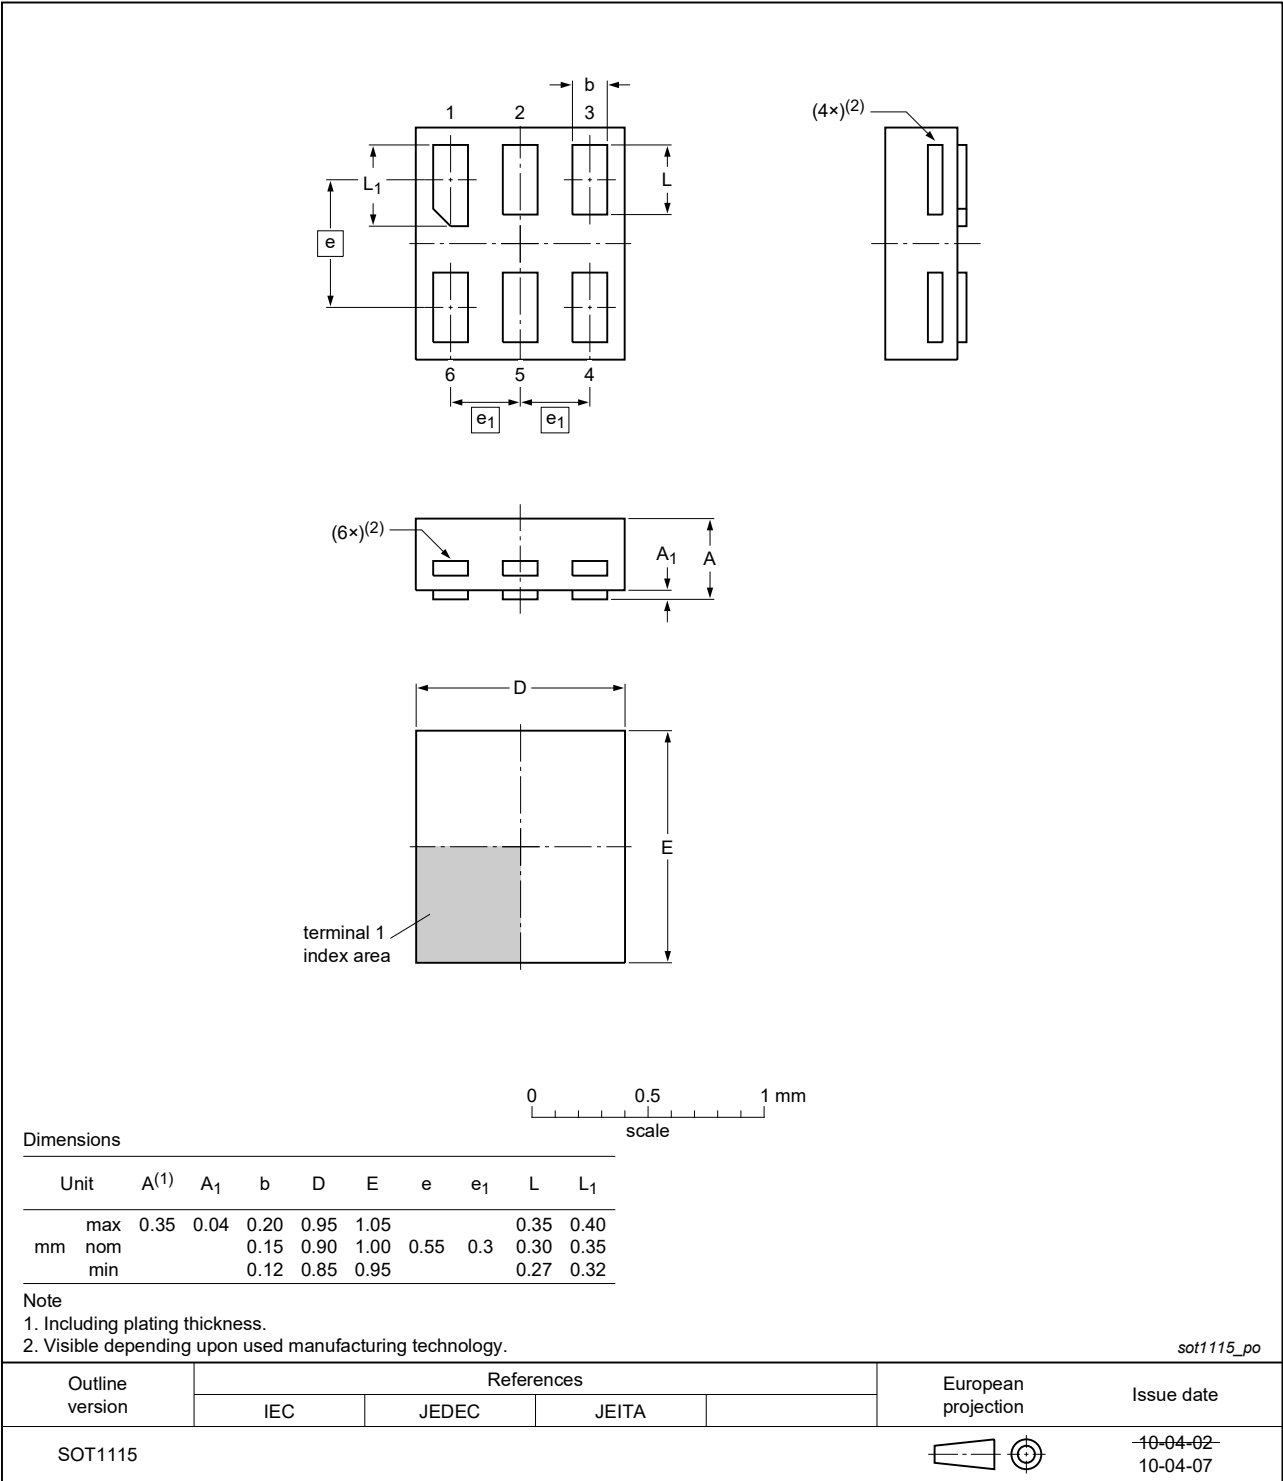 b
1 2 3
(4×)(2)
L1
L
e
6 5 4
e1 e1
(6×)(2)
A1 A
D
E
terminal 1
index area
0 0.5 1 mm
scale
Dimensions
Unit A(1) A1 b D E e e1 L L1
max 0.35 0.04 0.20 0.95 1.05 0.35 0.40
mm nom 0.15 0.90 1.00 0.55 0.3 0.30 0.35
min 0.12 0.85 0.95 0.27 0.32
Note
1. Including plating thickness.
2. Visible depending upon used manufacturing technology.
sot1115_po
Outline version References European projection Issue date
IEC JEDEC JEITA
SOT1115 10-04-02
10-04-07